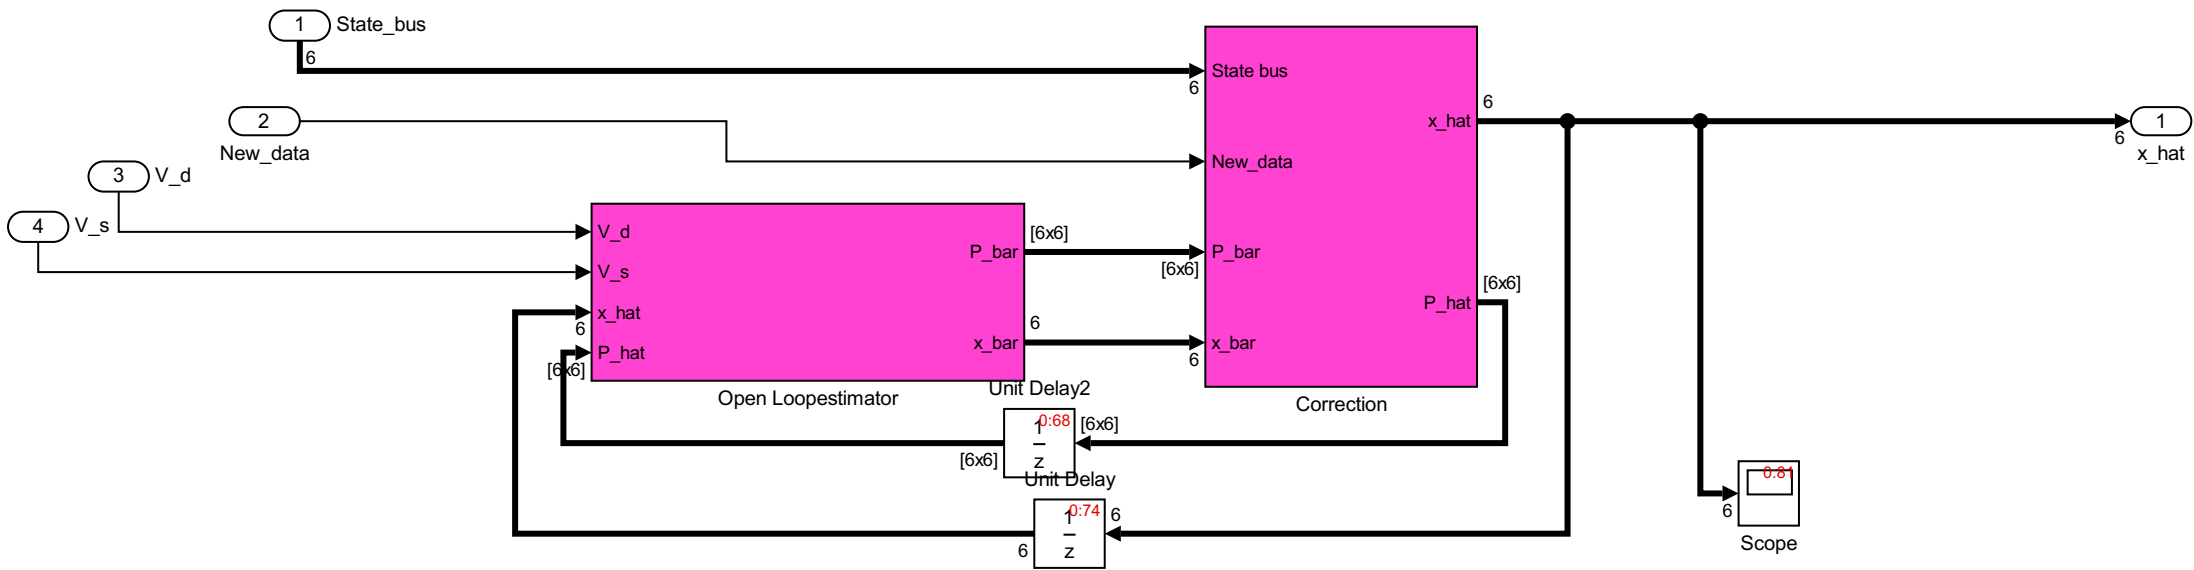 1
State_bus
6
State bus
6
2
New_data
New_data
6
x_hat
1
6
x_hat
3
V_d
4
V_s
V_d
V_s
x_hat
6
P_hat
[6x6]
P_bar
[6x6]
x_bar
6
P_bar
[6x6]
x_bar
6
P_hat
[6x6]
Open Loopestimator
Correction
Unit Delay2
0:68
1
z
[6x6]
[6x6]
Unit Delay
0:74
1
z
6
6
0:81
6
Scope